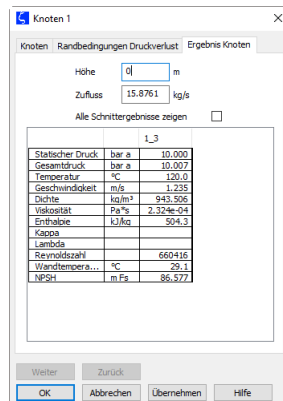 Knoten 1
Knoten Randbedingungen Druckverlust Ergebnis Knoten
Höhe 0 m
Zufluss 15.8761 kg/s
Alle Schnittergebnisse zeigen
1_3
Statischer Druck bar a 10.000
Gesamtdruck bar a 10.007
Temperatur °C 120.0
Geschwindigkeit m/s 1.235
Dichte kg/m³ 943.506
Viskosität Pa*s 2.324e-04
Enthalpie kJ/kg 504.3
Kappa
Lambda
Reynoldszahl 660416
Wandtempera... °C 29.1
NPSH m Fs 86.577
Weiter Zurück
OK Abbrechen Übernehmen Hilfe